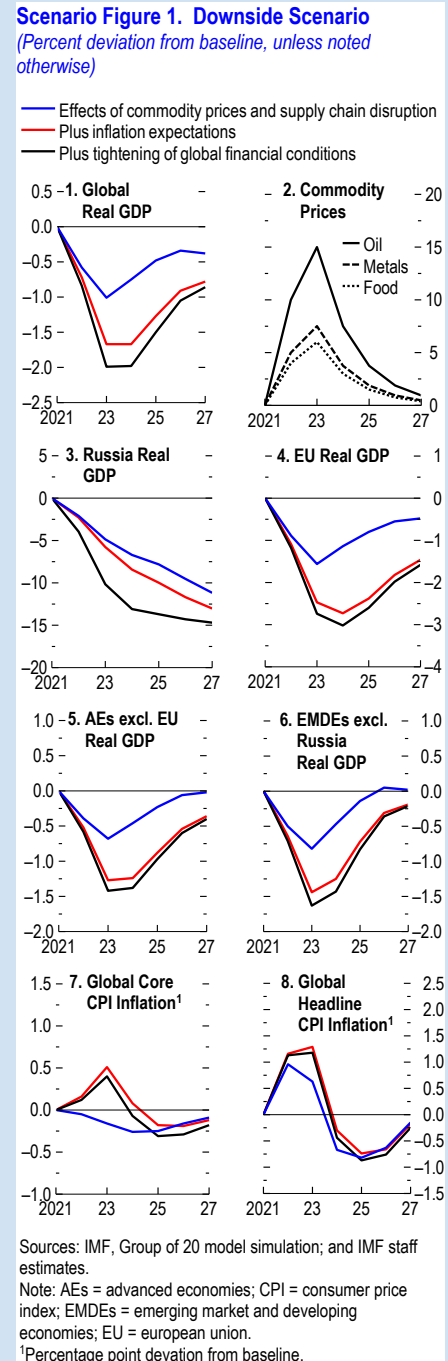 Scenario Figure 1. Downside Scenario
(Percent deviation from baseline, unless noted
otherwise)
Effects of commodity prices and supply chain disruption
Plus inflation expectations
Plus tightening of global financial conditions
1. Global
Real GDP
0.5
0.0
–0.5
–1.0
–1.5
–2.0
–2.5
2021 23 25 27
2. Commodity
Prices
Oil
Metals
Food
20
15
10
5
0
2021 23 25 27
3. Russia Real
GDP
5
0
–5
–10
–15
–20
2021 23 25 27
4. EU Real GDP
1
0
–1
–2
–3
–4
2021 23 25 27
5. AEs excl. EU
Real GDP
1.0
0.5
0.0
–0.5
–1.0
–1.5
–2.0
2021 23 25 27
6. EMDEs excl.
Russia
Real GDP
1.0
0.5
0.0
–0.5
–1.0
–1.5
–2.0
2021 23 25 27
7. Global Core
CPI Inflation1
1.5
1.0
0.5
0.0
–0.5
–1.0
2021 23 25 27
8. Global
Headline
CPI Inflation1
2.5
2.0
1.5
1.0
0.5
0.0
–0.5
–1.0
–1.5
2021 23 25 27
Sources: IMF, Group of 20 model simulation; and IMF staff
estimates.
Note: AEs = advanced economies; CPI = consumer price
index; EMDEs = emerging market and developing
economies; EU = european union.
1Percentage point deviation from baseline.